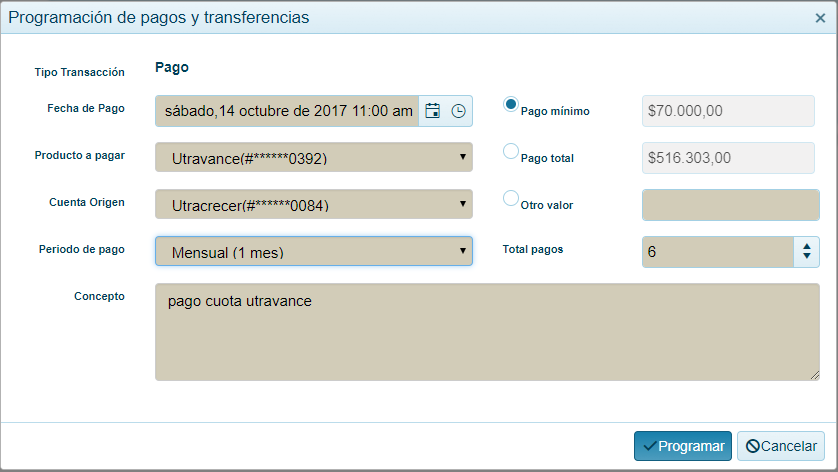 Programación de pagos y transferencias
Tipo Transacción Pago
Fecha de Pago sábado,14 octubre de 2017 11:00 am Pago mínimo $70.000,00
Producto a pagar Utravance(#******0392) Pago total $516.303,00
Cuenta Origen Utracrecer(#******0084) Otro valor
Periodo de pago Mensual (1 mes) Total pagos 6
Concepto pago cuota utravance
Programar Cancelar